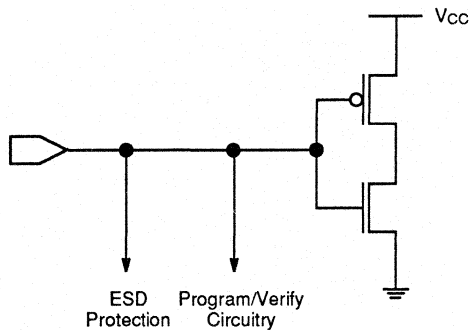 VCC
ESD
Protection
Program/Verify
Circuitry